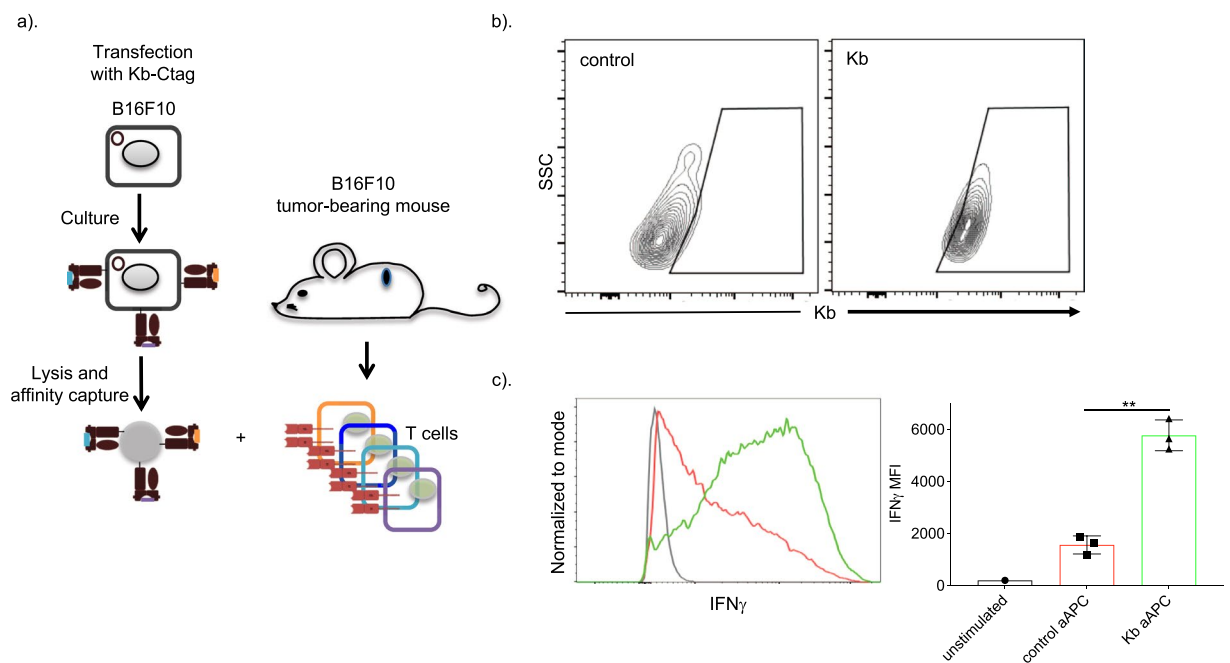 a).
Transfection
with Kb-Ctag
B16F10
Culture
Lysis and
affinity capture
+
B16F10
tumor-bearing mouse
T cells
b).
control
Kb
SSC
Kb
c).
Normalized to mode
IFNγ
**
IFNγ MFI
6000
4000
2000
0
unstimulated
control aAPC
Kb aAPC